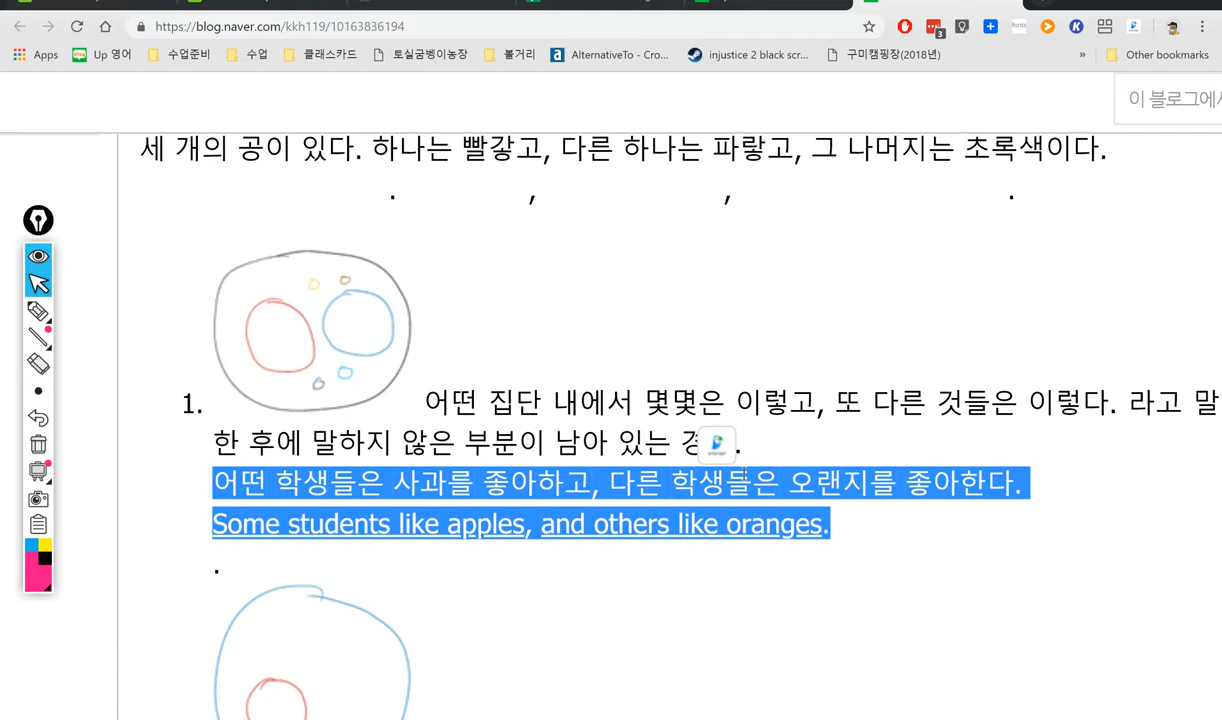 https://blog.naver.com/kkh119/10163836194
3
fonts
Apps
Up 영어
수업준비
수업
클래스카드
토실굼벵이농장
볼거리
AlternativeTo - Cro...
injustice 2 black scr...
구미캠핑장(2018년)
»
Other bookmarks
이 블로그에서
세 개의 공이 있다. 하나는 빨갛고, 다른 하나는 파랗고, 그 나머지는 초록색이다.
. , , .
1. 어떤 집단 내에서 몇몇은 이렇고, 또 다른 것들은 이렇다. 라고 말
한 후에 말하지 않은 부분이 남아 있는 .
어떤 학생들은 사과를 좋아하고, 다른 학생들은 오랜지를 좋아한다.
Some students like apples, and others like oranges.
.